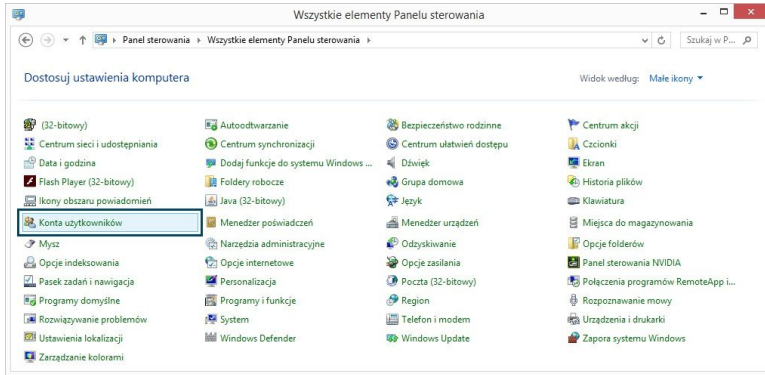 Wszystkie elementy Panelu sterowania
Panel sterowania Wszystkie elementy Panelu sterowania Szukaj w P...
Dostosuj ustawienia komputera Widok według: Małe ikony
(32-bitowy) Autoodtwarzanie Bezpieczeństwo rodzinne Centrum akcji
Centrum sieci i udostępniania Centrum synchronizacji Centrum ułatwień dostępu Czcionki
Data i godzina Dodaj funkcje do systemu Windows ... Dźwięk Ekran
Flash Player (32-bitowy) Foldery robocze Grupa domowa Historia plików
Ikony obszaru powiadomień Java (32-bitowy) Język Klawiatura
Konta użytkowników Menedżer poświadczeń Menedżer urządzeń Miejsca do magazynowania
Mysz Narzędzia administracyjne Odzyskiwanie Opcje folderów
Opcje indeksowania Opcje internetowe Opcje zasilania Panel sterowania NVIDIA
Pasek zadań i nawigacja Personalizacja Poczta (32-bitowy) Połączenia programów RemoteApp i...
Programy domyślne Programy i funkcje Region Rozpoznawanie mowy
Rozwiązywanie problemów System Telefon i modem Urządzenia i drukarki
Ustawienia lokalizacji Windows Defender Windows Update Zapora systemu Windows
Zarządzanie kolorami